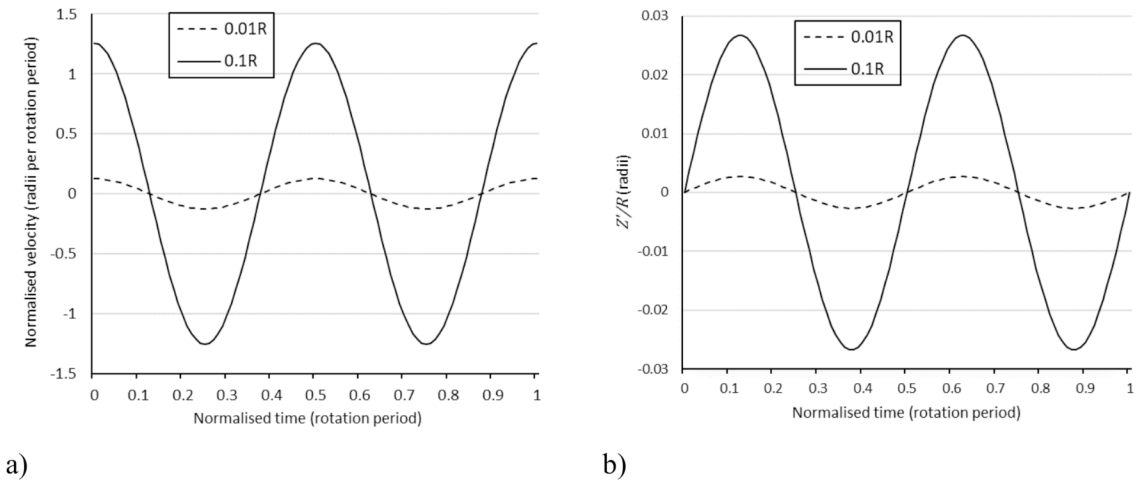 1.5
1
0.5
0
-0.5
-1
-1.5
Normalised velocity (radii per rotation period)
0.01R
0.1R
0 0.1 0.2 0.3 0.4 0.5 0.6 0.7 0.8 0.9 1
Normalised time (rotation period)
a)
0.03
0.02
0.01
0
-0.01
-0.02
-0.03
Z'/R (radii)
0.01R
0.1R
0 0.1 0.2 0.3 0.4 0.5 0.6 0.7 0.8 0.9 1
Normalised time (rotation period)
b)